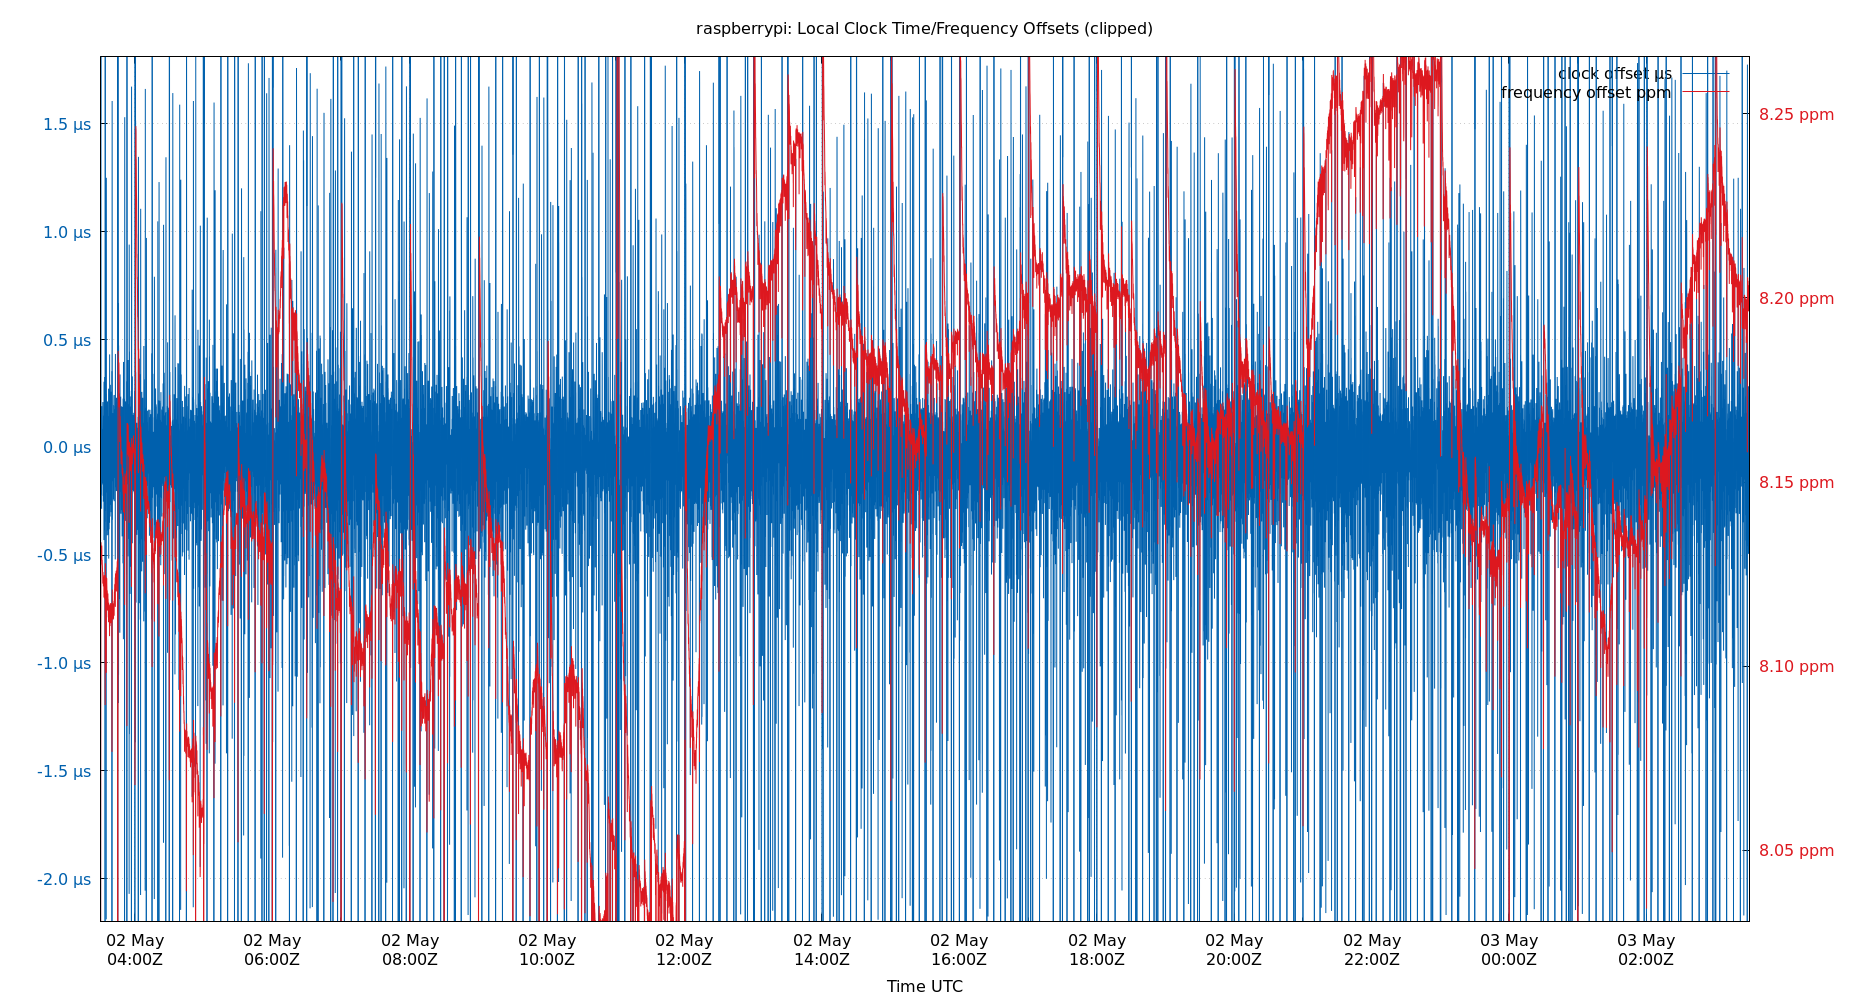 raspberrypi: Local Clock Time/Frequency Offsets (clipped)
clock offset µs
frequency offset ppm
1.5 µs
1.0 µs
0.5 µs
0.0 µs
-0.5 µs
-1.0 µs
-1.5 µs
-2.0 µs
8.25 ppm
8.20 ppm
8.15 ppm
8.10 ppm
8.05 ppm
02 May 02 May 02 May 02 May 02 May 02 May 02 May 02 May 02 May 02 May 03 May 03 May
04:00Z 06:00Z 08:00Z 10:00Z 12:00Z 14:00Z 16:00Z 18:00Z 20:00Z 22:00Z 00:00Z 02:00Z
Time UTC